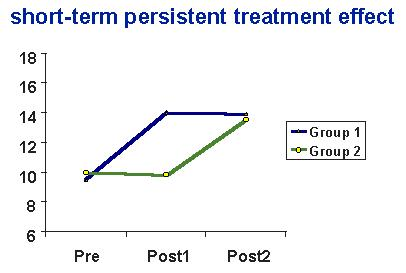 short-term persistent treatment effect
18
16
14
12
10
8
6
Pre Post1 Post2
Group 1
Group 2